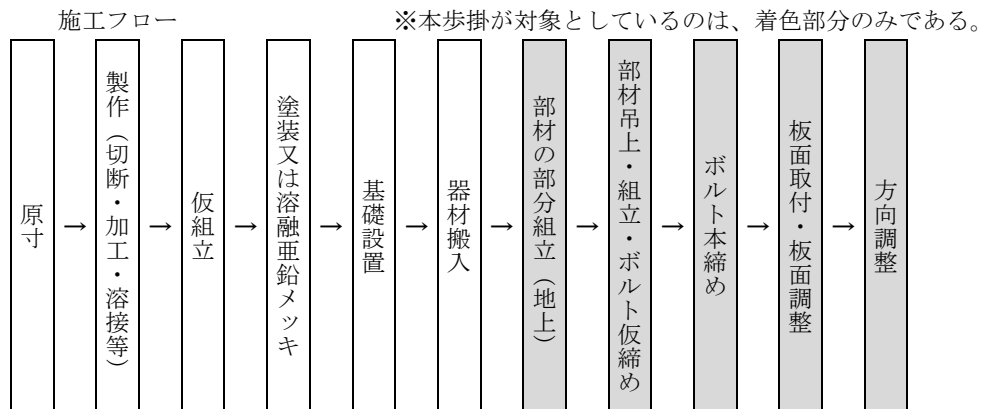 施工フロー
※本歩掛が対象としているのは、着色部分のみである。
原寸
→
製作（切断・加工・溶接等）
→
仮組立
→
塗装又は溶融亜鉛メッキ
→
基礎設置
→
器材搬入
→
部材の部分組立（地上）
→
部材吊上・組立・ボルト仮締め
→
ボルト本締め
→
板面取付・板面調整
→
方向調整